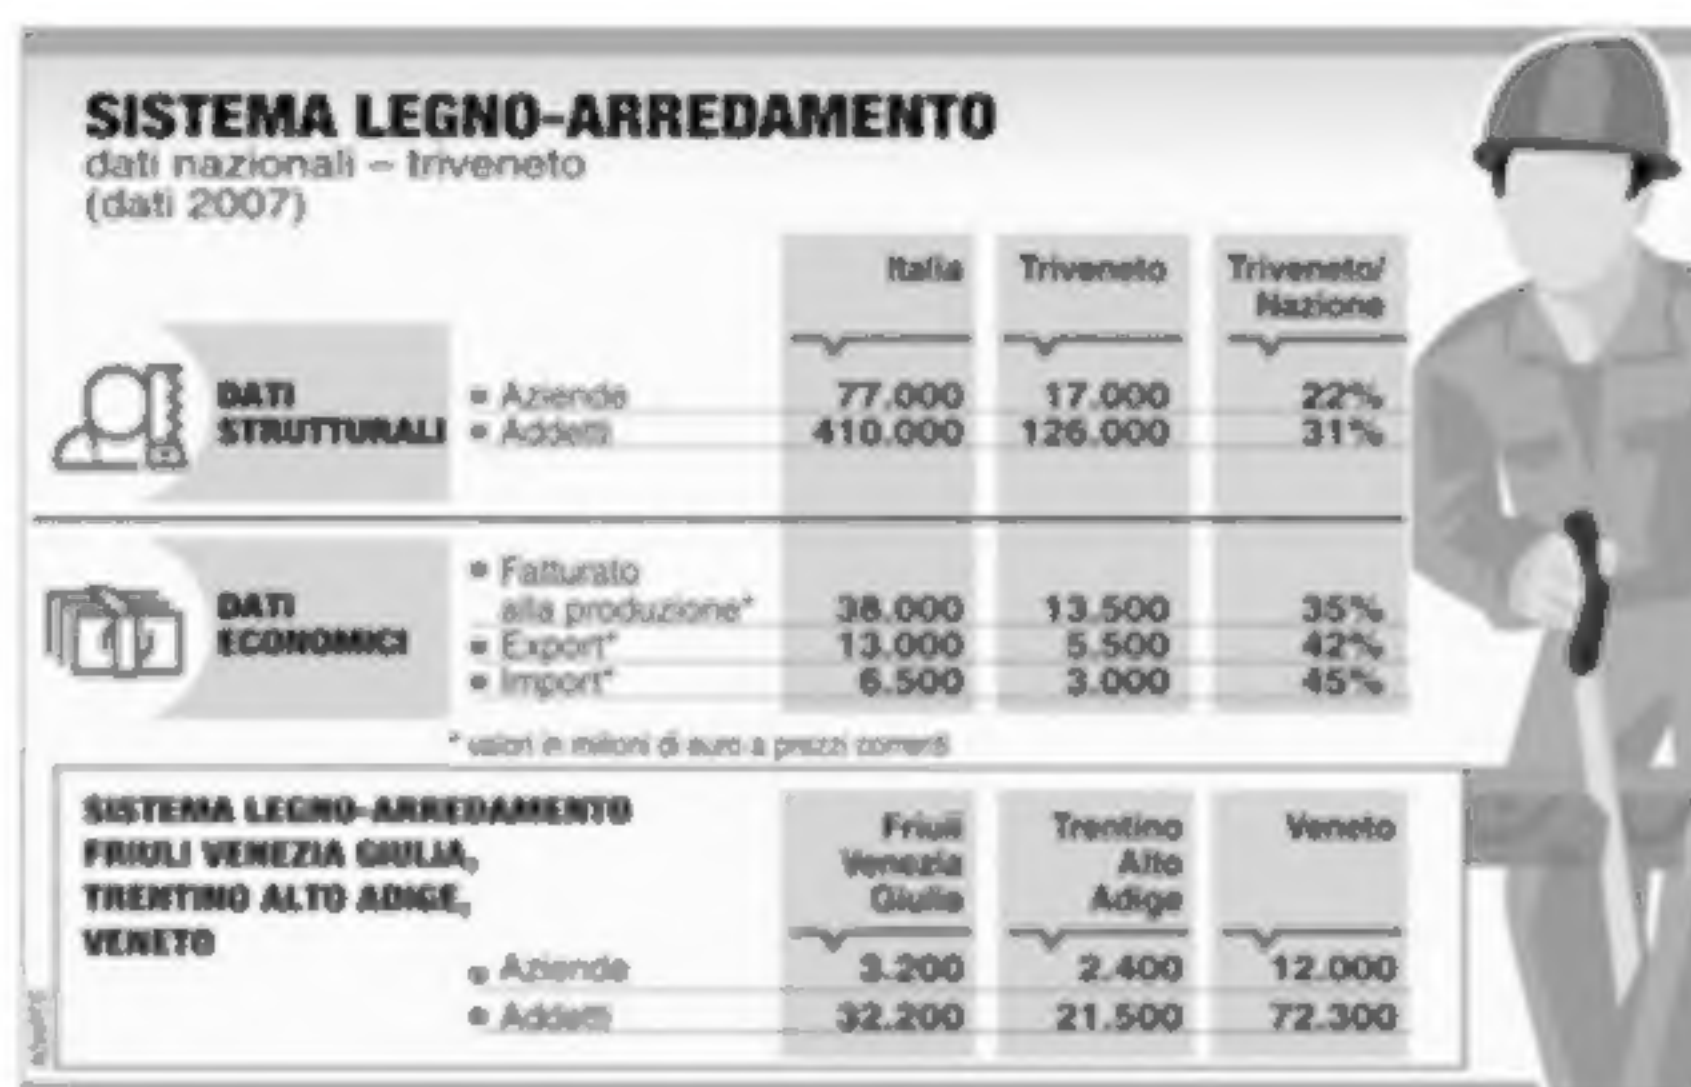 SISTEMA LEGNO-ARREDAMENTO
dati nazionali – triveneto
(dati 2007)
Italia Triveneto Triveneto/
Nazione
DATI
STRUTTURALI
• Aziende 77.000 17.000 22%
• Addetti 410.000 126.000 31%
DATI
ECONOMICI
• Fatturato
alla produzione* 38.000 13.500 35%
• Export* 13.000 5.500 42%
• Import* 6.500 3.000 45%
* valori in milioni di euro a prezzi correnti
SISTEMA LEGNO-ARREDAMENTO
FRIULI VENEZIA GIULIA,
TRENTINO ALTO ADIGE,
VENETO
Friuli
Venezia
Giulia
Trentino
Alto
Adige
Veneto
• Aziende 3.200 2.400 12.000
• Addetti 32.200 21.500 72.300